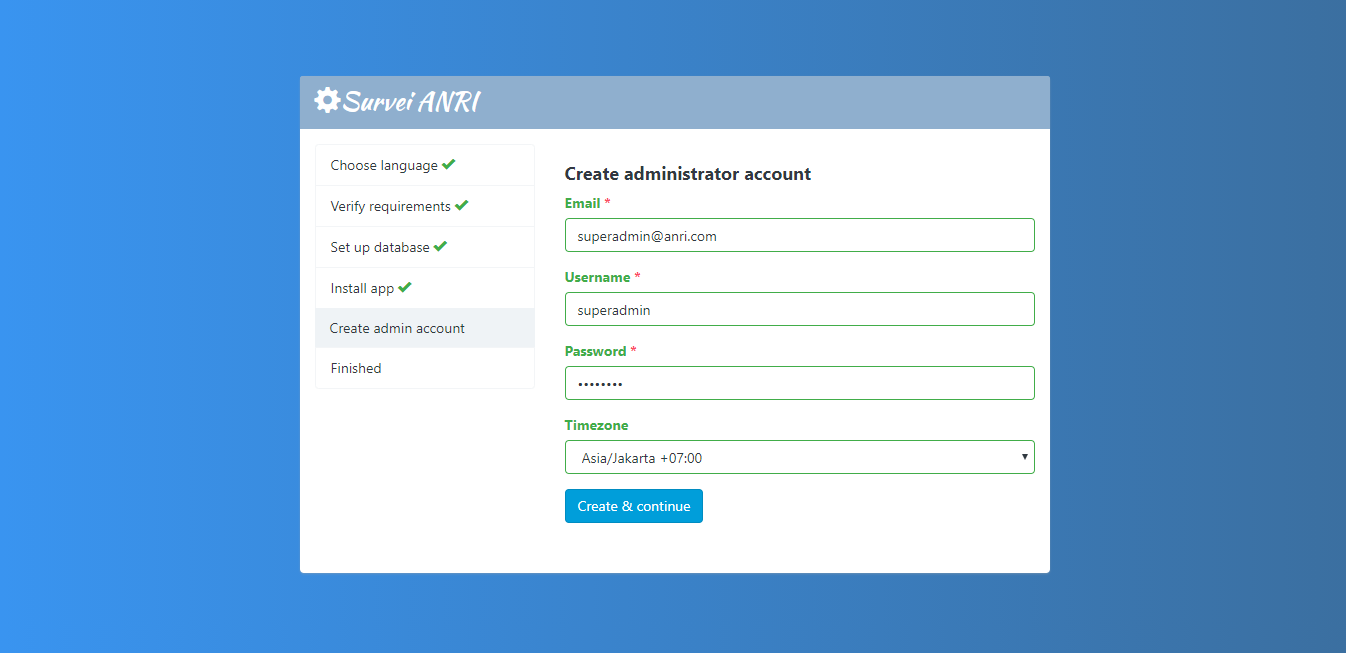 Survei ANRI
Choose language
Verify requirements
Set up database
Install app
Create admin account
Finished
Create administrator account
Email *
superadmin@anri.com
Username *
superadmin
Password *
••••••••
Timezone
Asia/Jakarta +07:00
Create & continue